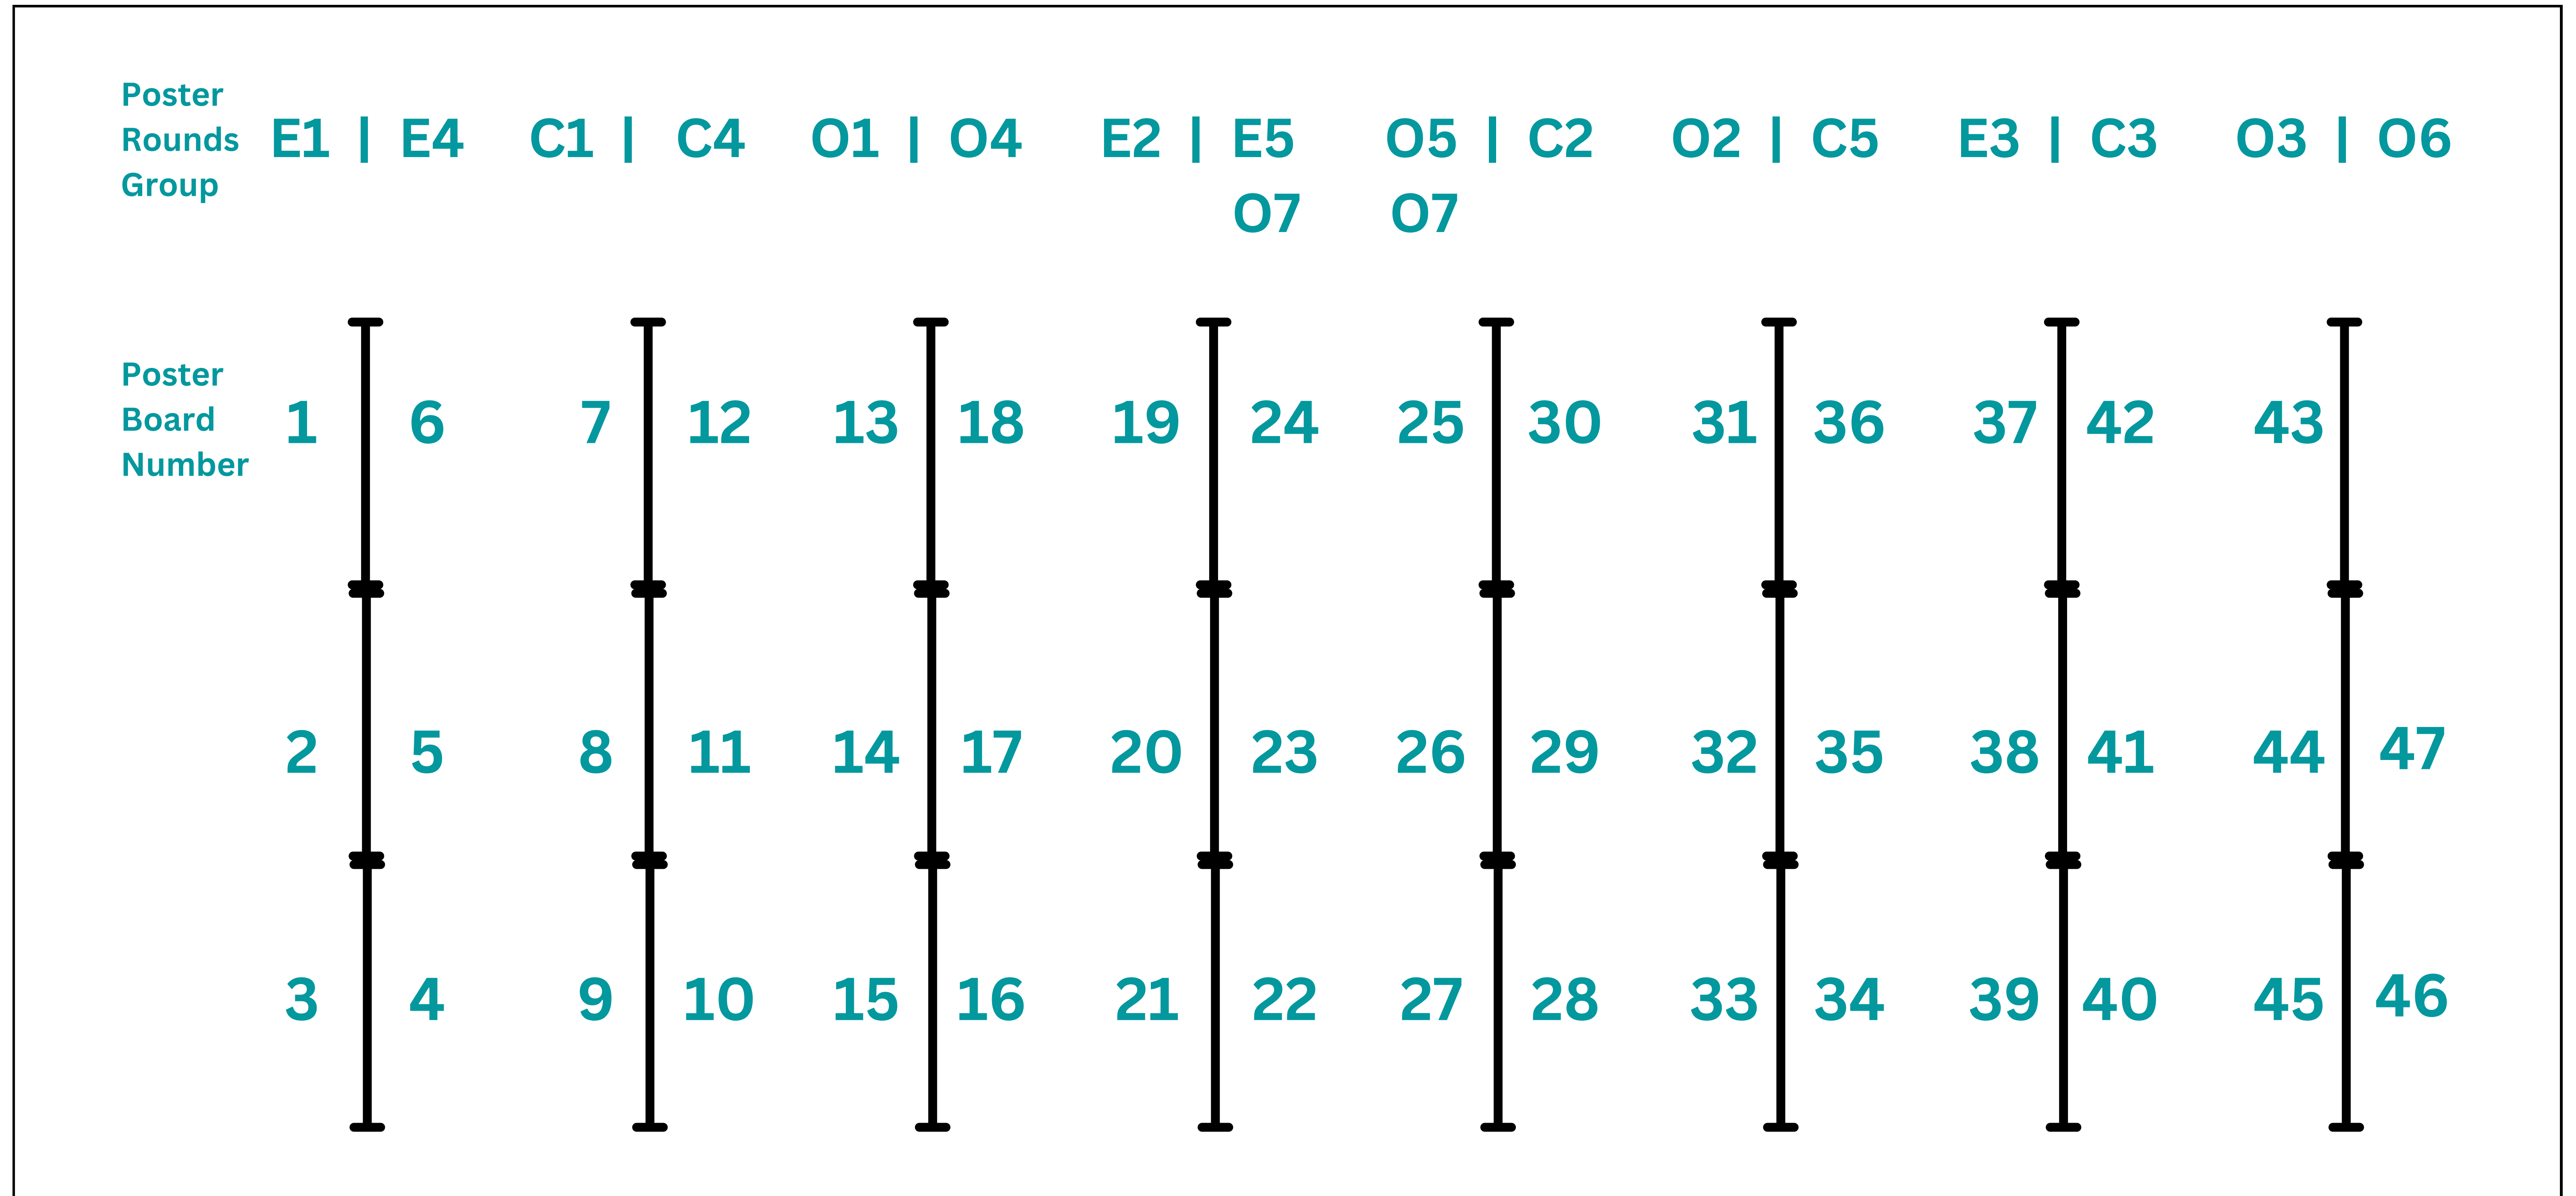 Poster
Rounds
Group
E1 | E4 C1 | C4 O1 | O4 E2 | E5 O5 | C2 O2 | C5 E3 | C3 O3 | O6
O7 O7
Poster
Board
Number
1 6 7 12 13 18 19 24 25 30 31 36 37 42 43
2 5 8 11 14 17 20 23 26 29 32 35 38 41 44 47
3 4 9 10 15 16 21 22 27 28 33 34 39 40 45 46